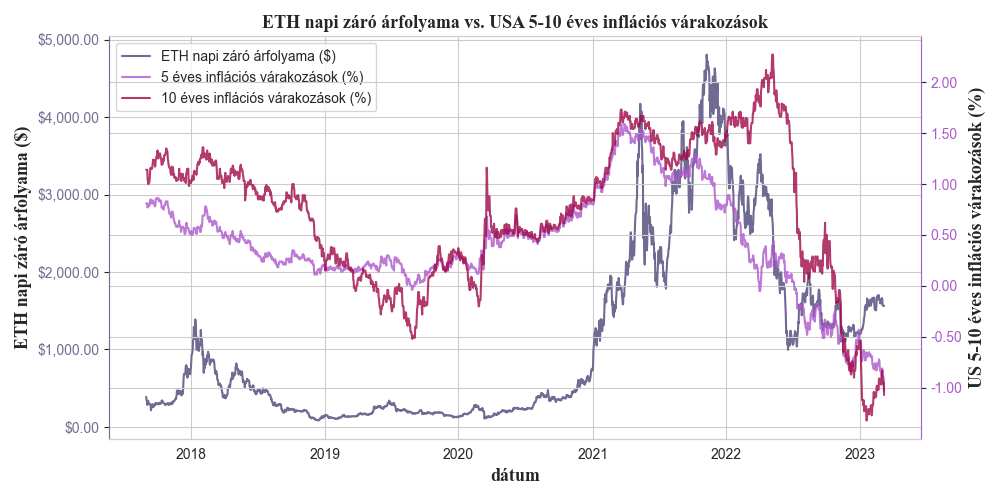 ETH napi záró árfolyama vs. USA 5-10 éves inflációs várakozások
ETH napi záró árfolyama ($)
5 éves inflációs várakozások (%)
10 éves inflációs várakozások (%)
ETH napi záró árfolyama ($)
$5,000.00
$4,000.00
$3,000.00
$2,000.00
$1,000.00
$0.00
2.00
1.50
1.00
0.50
0.00
-0.50
-1.00
US 5-10 éves inflációs várakozások (%)
2018 2019 2020 2021 2022 2023
dátum